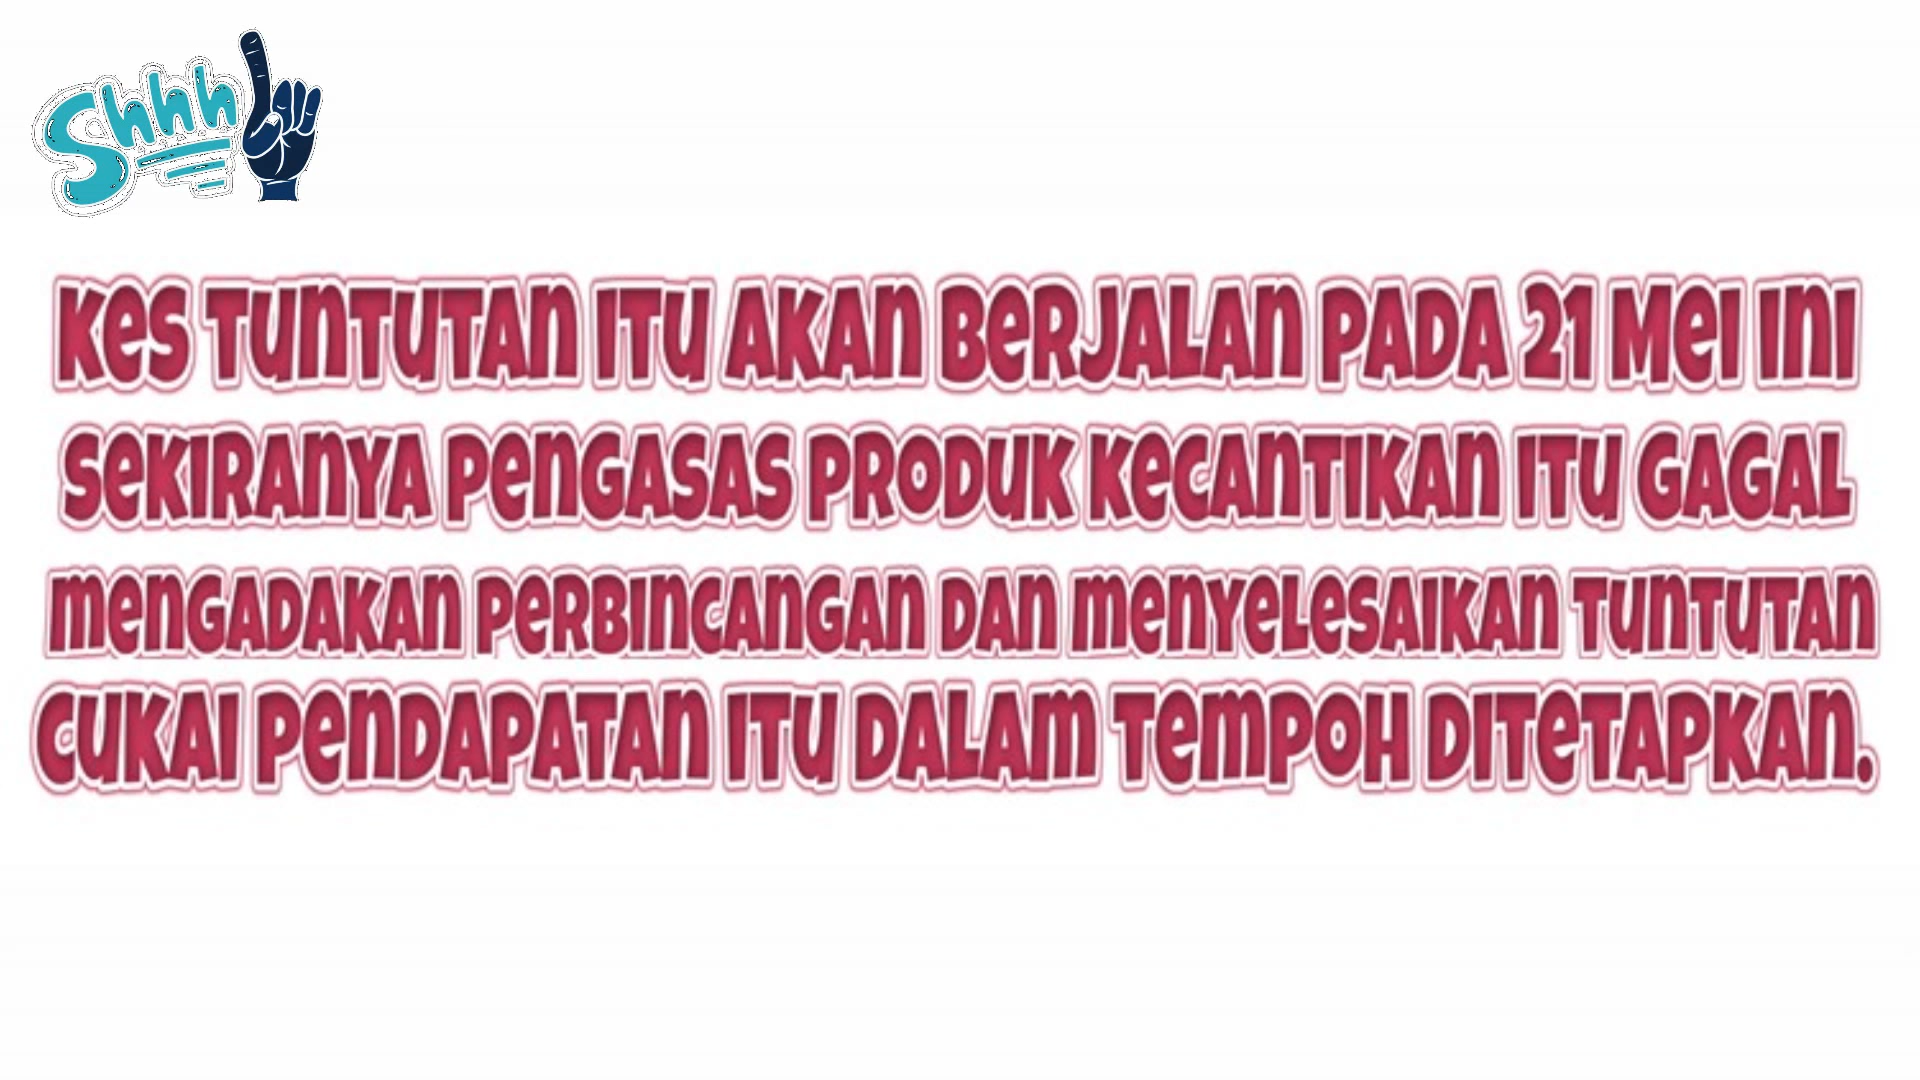 Shhh
KES TUNTUTAN ITU AKAN BERJALAN PADA 21 MEI INI
SEKIRANYA PENGASAS PRODUK KECANTIKAN ITU GAGAL
MENGADAKAN PERBINCANGAN DAN MENYELESAIKAN TUNTUTAN
CUKAI PENDAPATAN ITU DALAM TEMPOH DITETAPKAN.